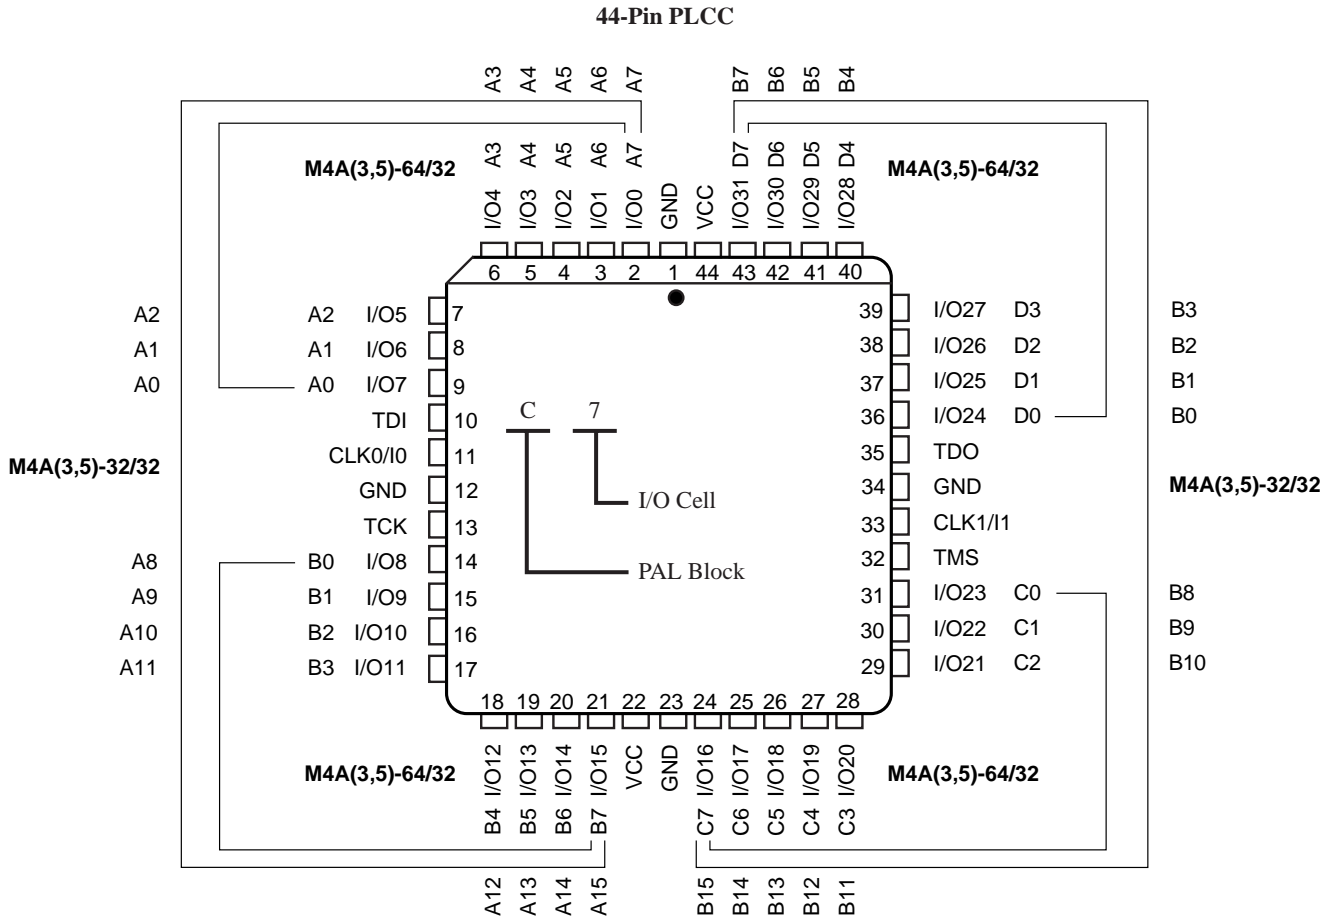 44-Pin PLCC
A3 A4 A5 A6 A7 B7 B6 B5 B4
A3 A4 A5 A6 A7 D7 D6 D5 D4
M4A(3,5)-64/32 M4A(3,5)-64/32
I/O4 I/O3 I/O2 I/O1 I/O0 GND VCC I/O31 I/O30 I/O29 I/O28
6 5 4 3 2 1 44 43 42 41 40
A2 A2 I/O5 7 39 I/O27 D3 B3
A1 A1 I/O6 8 38 I/O26 D2 B2
A0 A0 I/O7 9 37 I/O25 D1 B1
TDI 10 C 7 36 I/O24 D0 B0
CLK0/I0 11 35 TDO
M4A(3,5)-32/32
GND 12 34 GND
M4A(3,5)-32/32
I/O Cell
TCK 13 33 CLK1/I1
A8 B0 I/O8 14 PAL Block 32 TMS
A9 B1 I/O9 15 31 I/O23 C0 B8
A10 B2 I/O10 16 30 I/O22 C1 B9
A11 B3 I/O11 17 29 I/O21 C2 B10
18 19 20 21 22 23 24 25 26 27 28
I/O12 I/O13 I/O14 I/O15 VCC GND I/O16 I/O17 I/O18 I/O19 I/O20
M4A(3,5)-64/32 M4A(3,5)-64/32
B4 B5 B6 B7 C7 C6 C5 C4 C3
A12 A13 A14 A15 B15 B14 B13 B12 B11